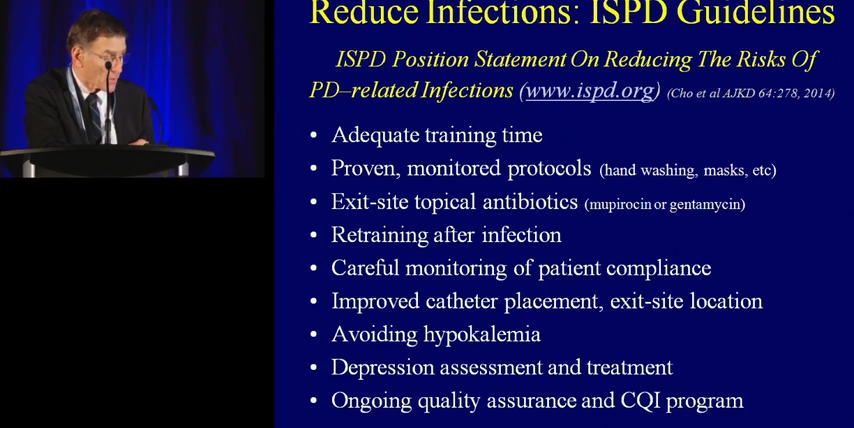 Reduce Infections: ISPD Guidelines
ISPD Position Statement On Reducing The Risks Of
PD–related Infections (www.ispd.org) (Cho et al AJKD 64:278, 2014)
• Adequate training time
• Proven, monitored protocols (hand washing, masks, etc)
• Exit-site topical antibiotics (mupirocin or gentamycin)
• Retraining after infection
• Careful monitoring of patient compliance
• Improved catheter placement, exit-site location
• Avoiding hypokalemia
• Depression assessment and treatment
• Ongoing quality assurance and CQI program